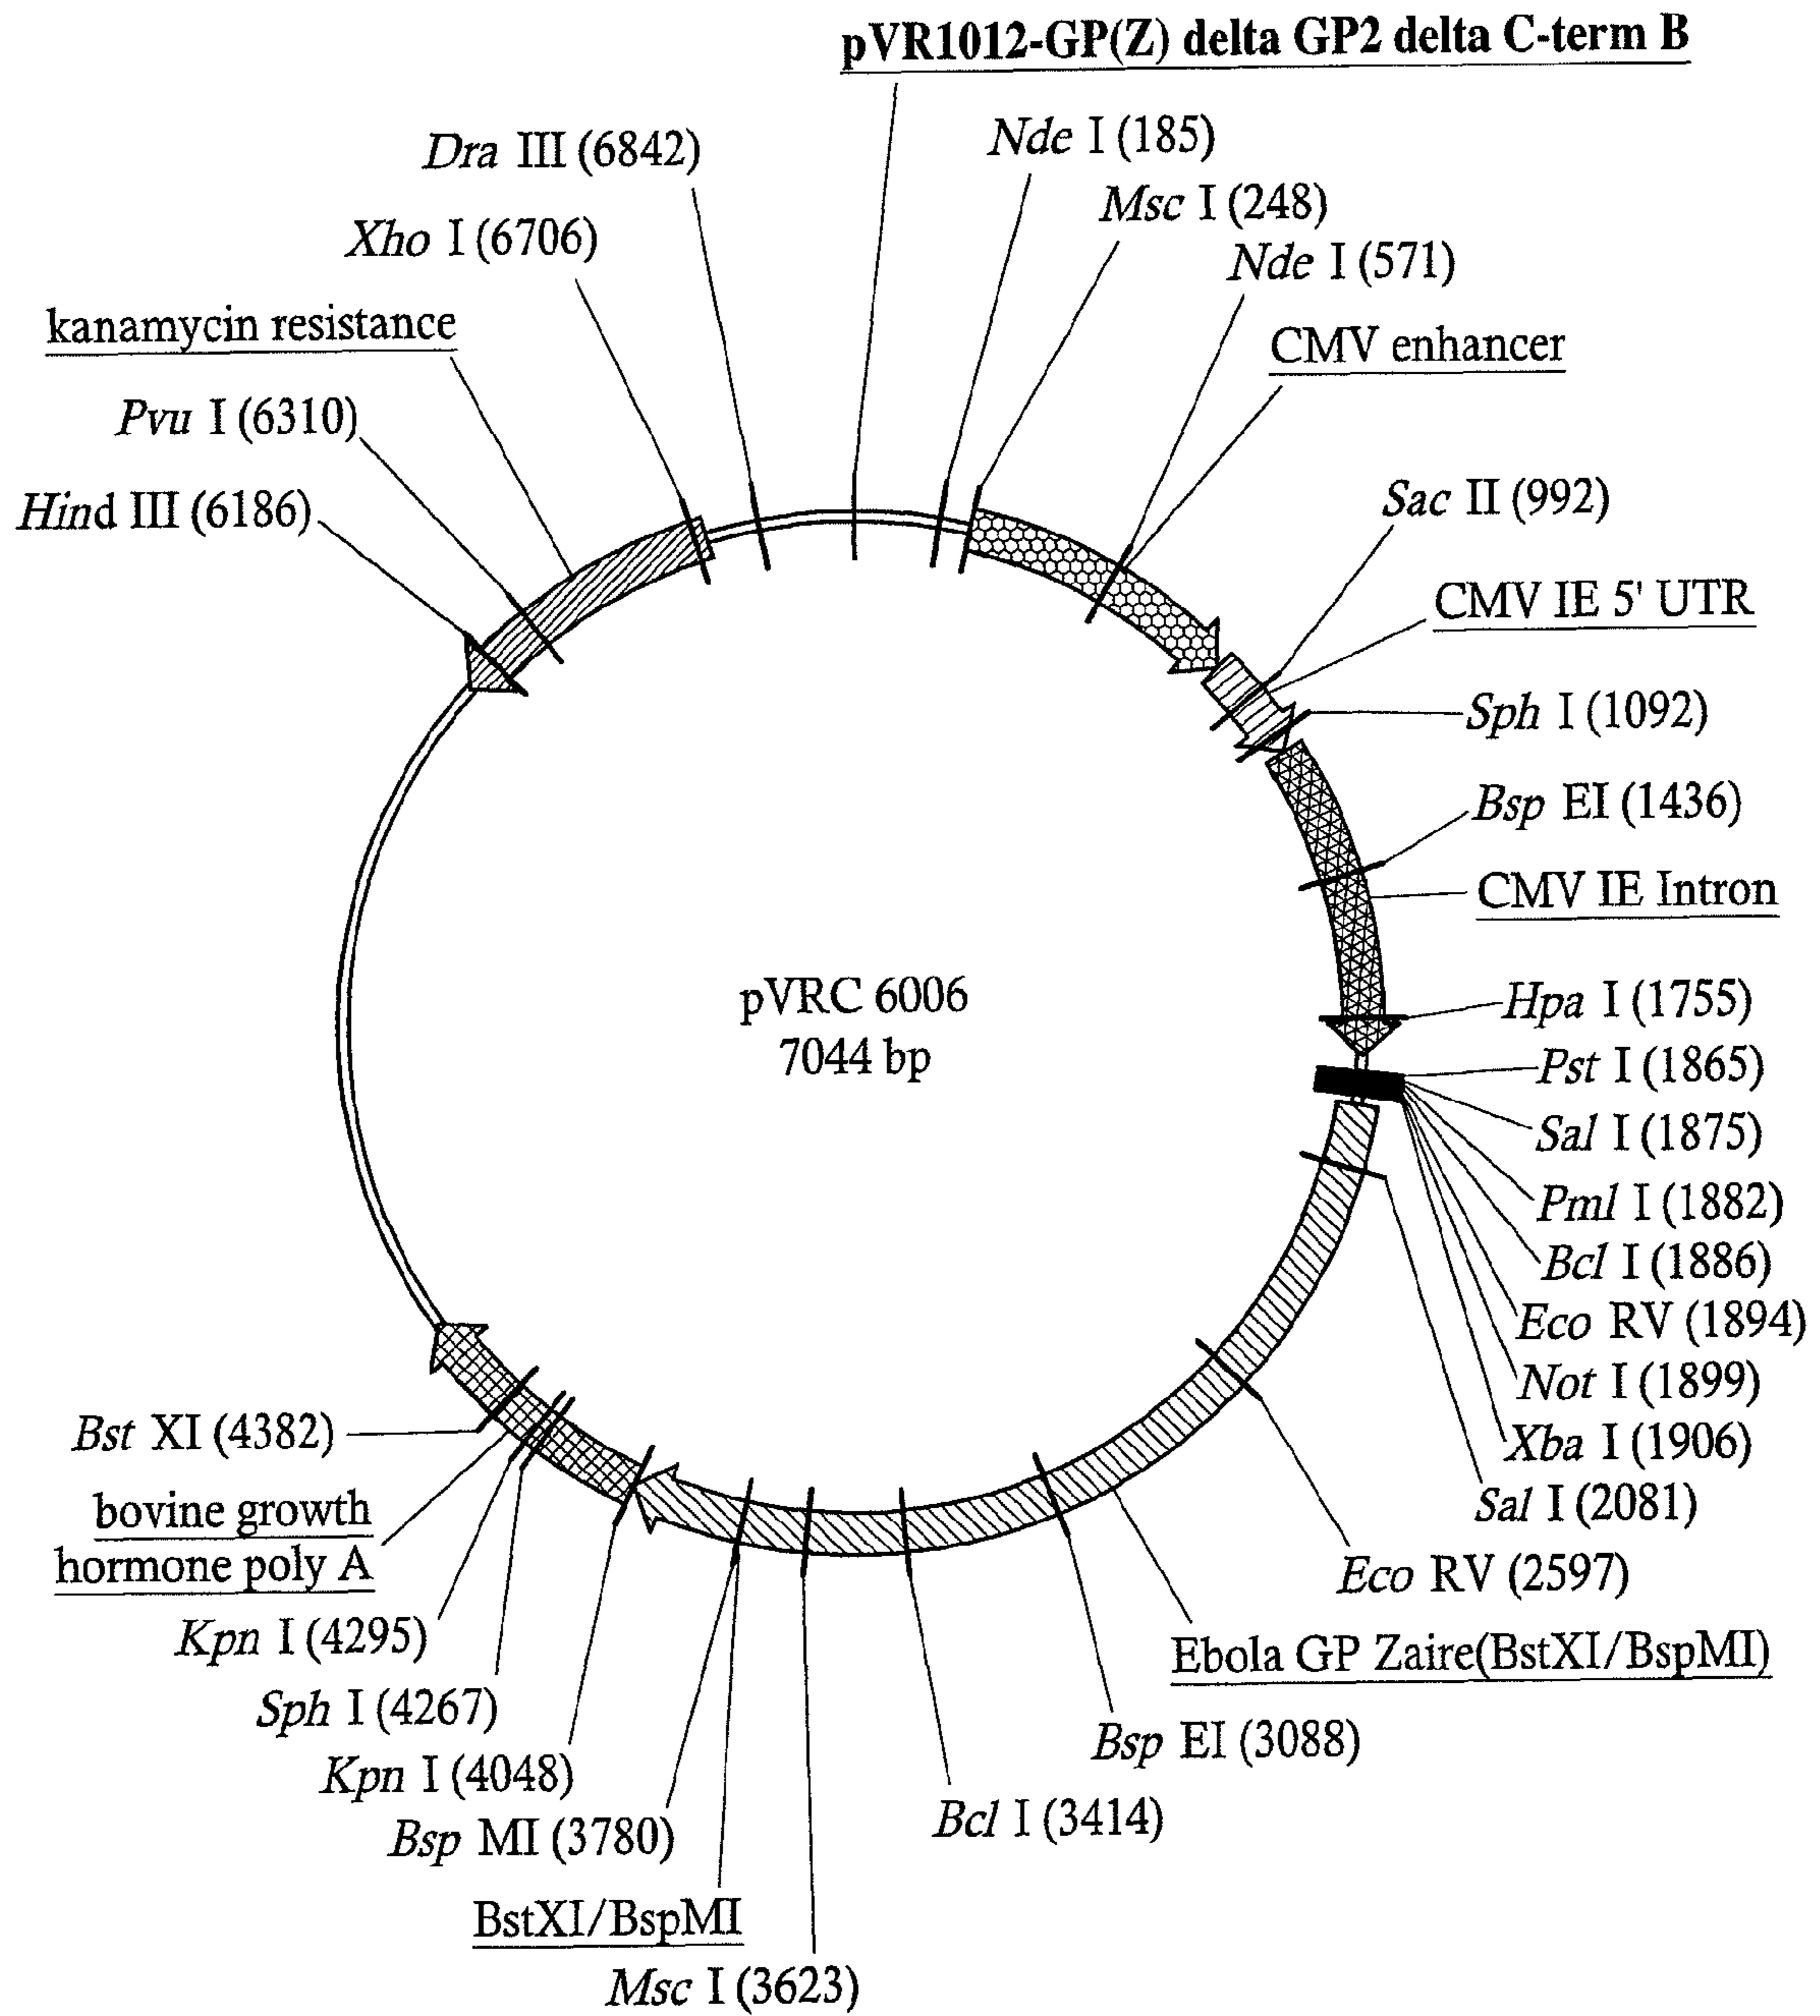 pVR1012-GP(Z) delta GP2 delta C-term B
Nde I (185)
Msc I (248)
Nde I (571)
CMV enhancer
Sac II (992)
CMV IE 5' UTR
Sph I (1092)
Bsp EI (1436)
CMV IE Intron
Hpa I (1755)
Pst I (1865)
Sal I (1875)
Pml I (1882)
Bcl I (1886)
Eco RV (1894)
Not I (1899)
Xba I (1906)
Sal I (2081)
Eco RV (2597)
Ebola GP Zaire(BstXI/BspMI)
Bsp EI (3088)
Bcl I (3414)
Msc I (3623)
BstXI/BspMI
Bsp MI (3780)
Kpn I (4048)
Sph I (4267)
Kpn I (4295)
bovine growth
hormone poly A
Bst XI (4382)
Hind III (6186)
Pvu I (6310)
kanamycin resistance
Xho I (6706)
Dra III (6842)
pVRC 6006
7044 bp